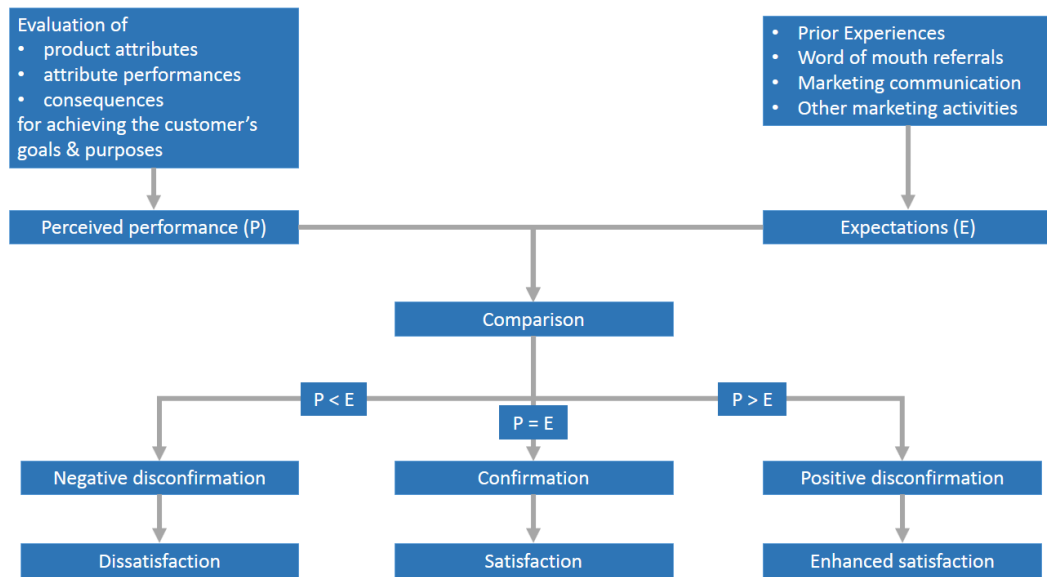 Evaluation of
• product attributes
• attribute performances
• consequences
for achieving the customer's
goals & purposes
• Prior Experiences
• Word of mouth referrals
• Marketing communication
• Other marketing activities
Perceived performance (P)
Expectations (E)
Comparison
P < E
P = E
P > E
Negative disconfirmation
Confirmation
Positive disconfirmation
Dissatisfaction
Satisfaction
Enhanced satisfaction